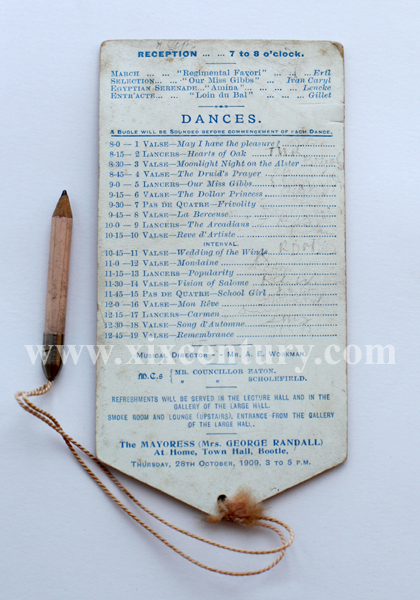 RECEPTION ... ... 7 to 8 o'clock.
MARCH ... ... "Regimental Favori" ... ... Ertl
SELECTION... ... "Our Miss Gibbs" ... Ivan Caryl
EGYPTIAN SERENADE... "Amina" ... ... Lencke
ENTR'ACTE... ... "Loin du Bal" ... ... Gillet
DANCES.
A BUGLE WILL BE SOUNDED BEFORE COMMENCEMENT OF EACH DANCE.
8-0 — 1 VALSE—May I have the pleasure?
8-15— 2 LANCERS—Hearts of Oak
8-30— 3 VALSE—Moonlight Night on the Alster
8-45— 4 VALSE—The Druid's Prayer
9-0 — 5 LANCERS—Our Miss Gibbs
9-15— 6 VALSE—The Dollar Princess
9-30— 7 PAS DE QUATRE—Frivolity
9-45— 8 VALSE—La Berceuse
10-0— 9 LANCERS—The Arcadians
10-15—10 VALSE—Reve d'Artiste
INTERVAL.
10-45—11 VALSE—Wedding of the Winds
11-0 —12 VALSE—Mondaine
11-15—13 LANCERS—Popularity
11-30—14 VALSE—Vision of Salome
11-45—15 PAS DE QUATRE—School Girl
12-0 —16 VALSE—Mon Rêve
12-15—17 LANCERS—Carmen
12-30—18 VALSE—Song d'Automne
12-45—19 VALSE—Remembrance
www.xixcentury.com
MUSICAL DIRECTOR — MR. A. E. WORKMAN.
M.C.s { MR. COUNCILLOR EATON.
" " SCHOLEFIELD.
REFRESHMENTS WILL BE SERVED IN THE LECTURE HALL AND IN THE
GALLERY OF THE LARGE HALL.
SMOKE ROOM AND LOUNGE (UPSTAIRS), ENTRANCE FROM THE GALLERY
OF THE LARGE HALL.
The MAYORESS (Mrs. GEORGE RANDALL)
At Home, Town Hall, Bootle,
THURSDAY, 28TH OCTOBER, 1909, 3 TO 5 P.M.